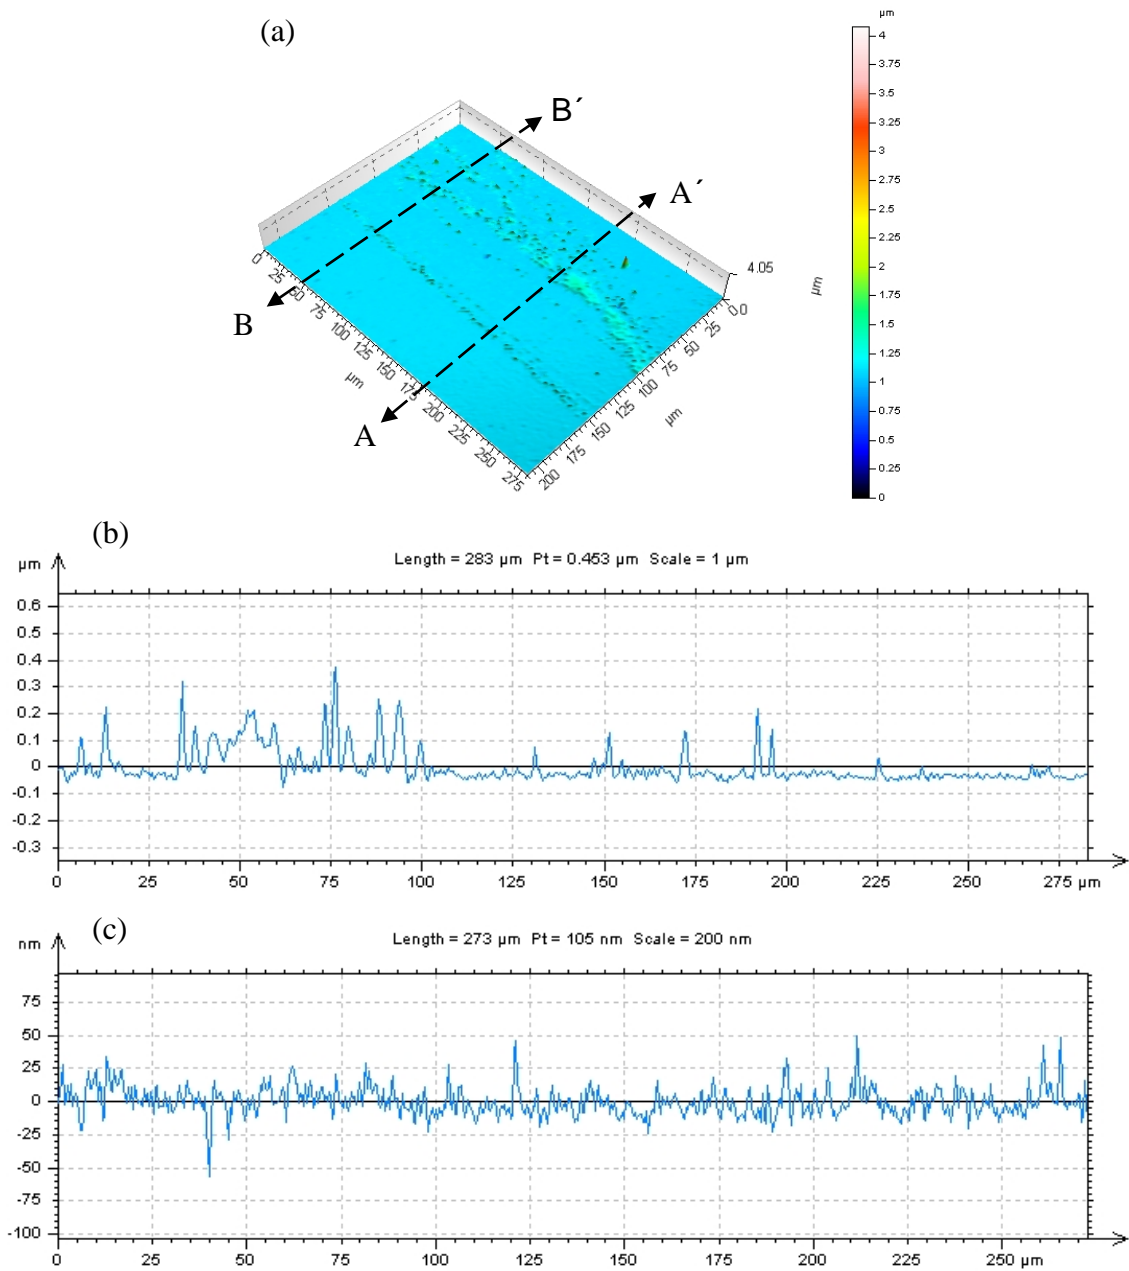 (a)
µm
4
3.75
3.5
3.25
3
2.75
2.5
2.25
2
1.75
1.5
1.25
1
0.75
0.5
0.25
0
B´
A´
B
A
4.05
µm
0.0
0 25 50 75 100 125 150 175 200 225 250 275
µm
0.0 25 50 75 100 125 150 175 200
µm
(b)
Length = 283 µm Pt = 0.453 µm Scale = 1 µm
µm
0.6
0.5
0.4
0.3
0.2
0.1
0
-0.1
-0.2
-0.3
0 25 50 75 100 125 150 175 200 225 250 275 µm
(c)
Length = 273 µm Pt = 105 nm Scale = 200 nm
nm
75
50
25
0
-25
-50
-75
-100
0 25 50 75 100 125 150 175 200 225 250 µm